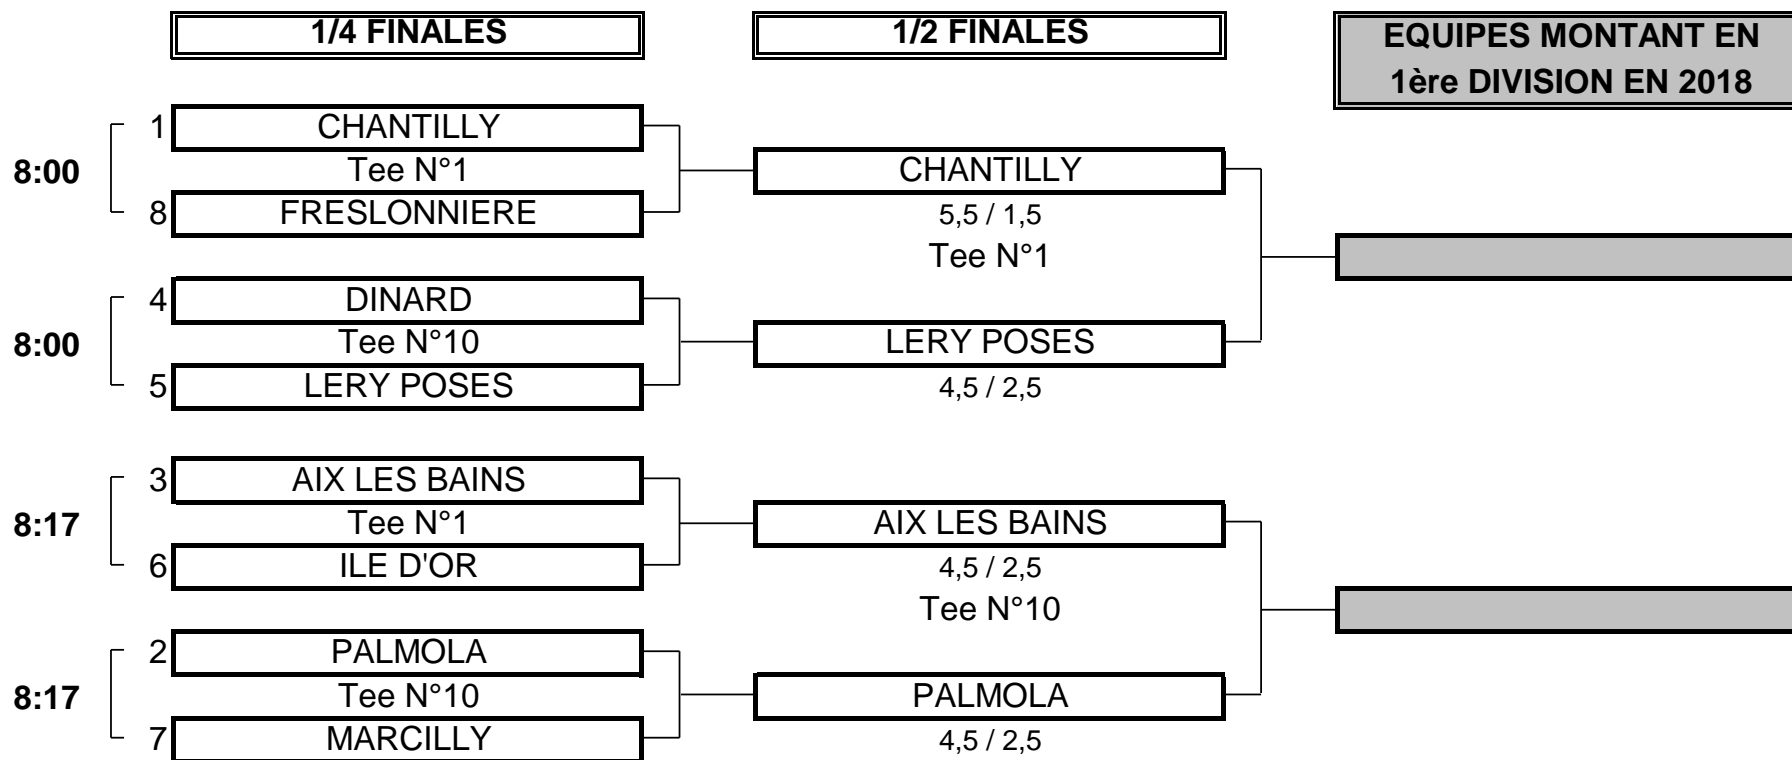 1/4 FINALES
1/2 FINALES
EQUIPES MONTANT EN
1ère DIVISION EN 2018
8:00
1 CHANTILLY
Tee N°1
8 FRESLONNIERE
CHANTILLY
5,5 / 1,5
Tee N°1
8:00
4 DINARD
Tee N°10
5 LERY POSES
LERY POSES
4,5 / 2,5
8:17
3 AIX LES BAINS
Tee N°1
6 ILE D'OR
AIX LES BAINS
4,5 / 2,5
Tee N°10
8:17
2 PALMOLA
Tee N°10
7 MARCILLY
PALMOLA
4,5 / 2,5